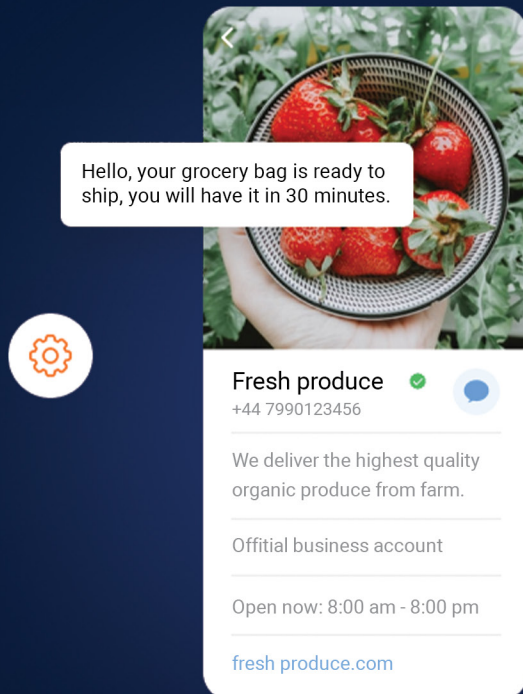 Hello, your grocery bag is ready to
ship, you will have it in 30 minutes.
Fresh produce
+44 7990123456
We deliver the highest quality
organic produce from farm.
Offitial business account
Open now: 8:00 am - 8:00 pm
fresh produce.com